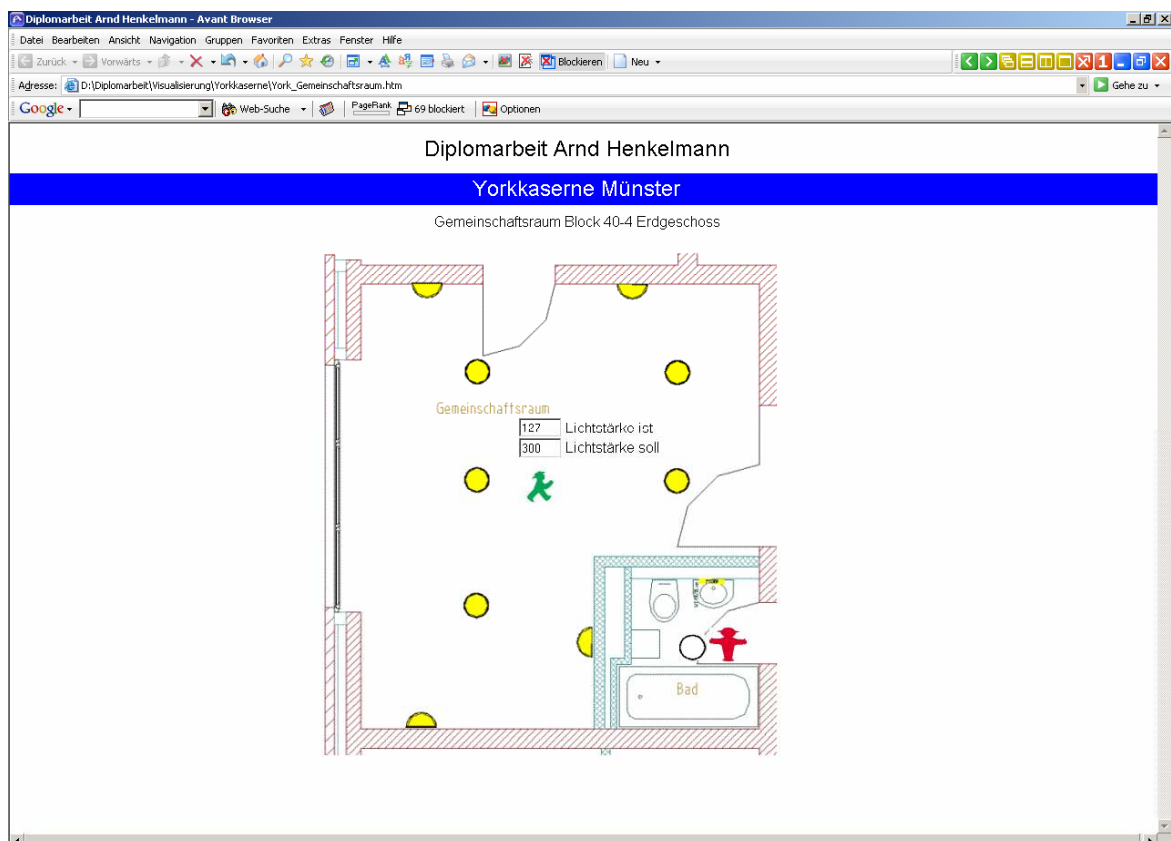 Diplomarbeit Arnd Henkelmann - Avant Browser
Datei Bearbeiten Ansicht Navigation Gruppen Favoriten Extras Fenster Hilfe
Zurück Vorwärts Blockieren Neu
Adresse: D:\Diplomarbeit\Visualisierung\Yorkkaserne\York_Gemeinschaftsraum.htm Gehe zu
Google Web-Suche PageRank 69 blockiert Optionen
Diplomarbeit Arnd Henkelmann
Yorkkaserne Münster
Gemeinschaftsraum Block 40-4 Erdgeschoss
Gemeinschaftsraum
127 Lichtstärke ist
300 Lichtstärke soll
Bad